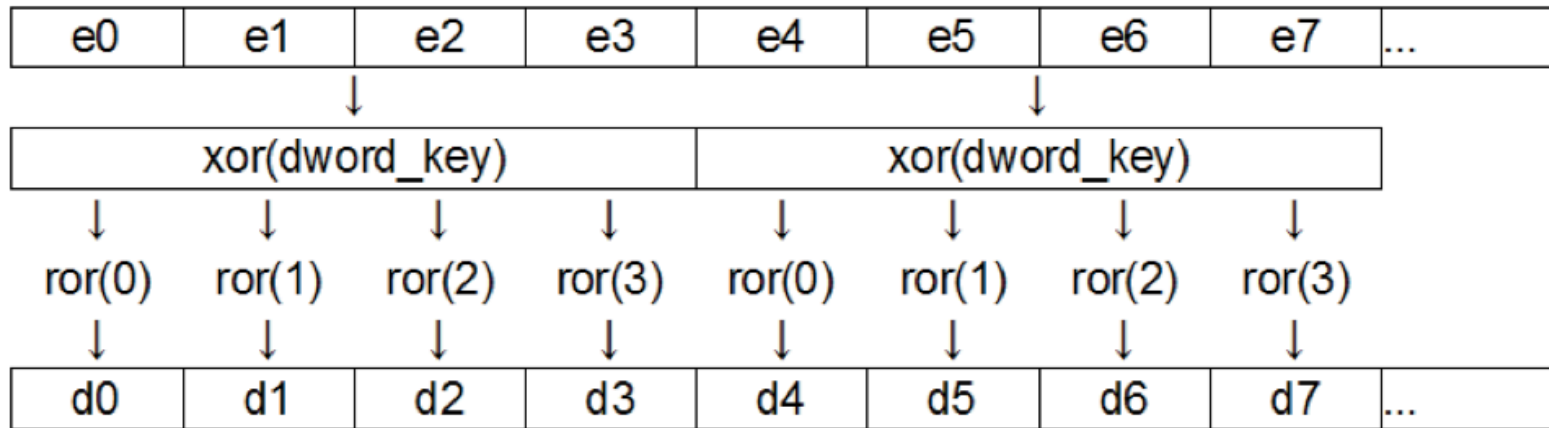 e0 e1 e2 e3 e4 e5 e6 e7 ...
↓ ↓
xor(dword_key) xor(dword_key)
↓ ↓ ↓ ↓ ↓ ↓ ↓ ↓
ror(0) ror(1) ror(2) ror(3) ror(0) ror(1) ror(2) ror(3)
↓ ↓ ↓ ↓ ↓ ↓ ↓ ↓
d0 d1 d2 d3 d4 d5 d6 d7 ...